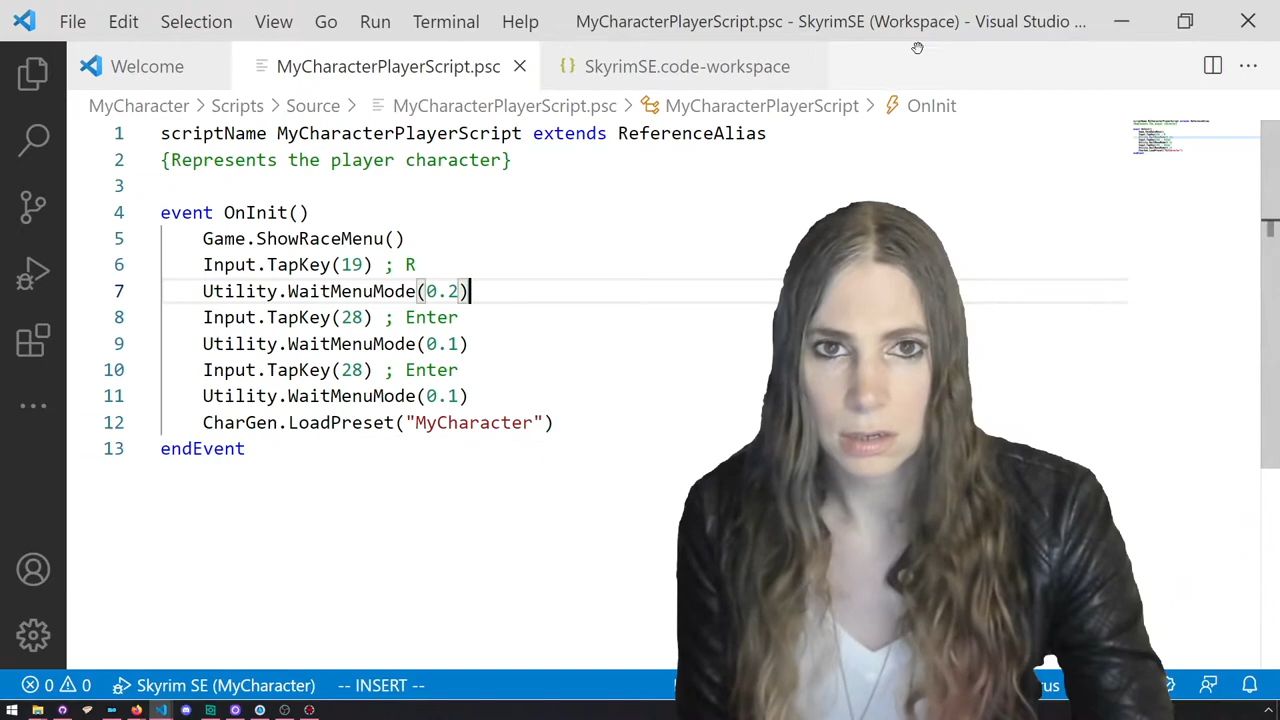 File Edit Selection View Go Run Terminal Help MyCharacterPlayerScript.psc - SkyrimSE (Workspace) - Visual Studio ...
Welcome MyCharacterPlayerScript.psc SkyrimSE.code-workspace
MyCharacter > Scripts > Source > MyCharacterPlayerScript.psc > MyCharacterPlayerScript > OnInit
1 scriptName MyCharacterPlayerScript extends ReferenceAlias
2 {Represents the player character}
3
4 event OnInit()
5 Game.ShowRaceMenu()
6 Input.TapKey(19) ; R
7 Utility.WaitMenuMode(0.2)
8 Input.TapKey(28) ; Enter
9 Utility.WaitMenuMode(0.1)
10 Input.TapKey(28) ; Enter
11 Utility.WaitMenuMode(0.1)
12 CharGen.LoadPreset("MyCharacter")
13 endEvent
0 0 Skyrim SE (MyCharacter) -- INSERT --